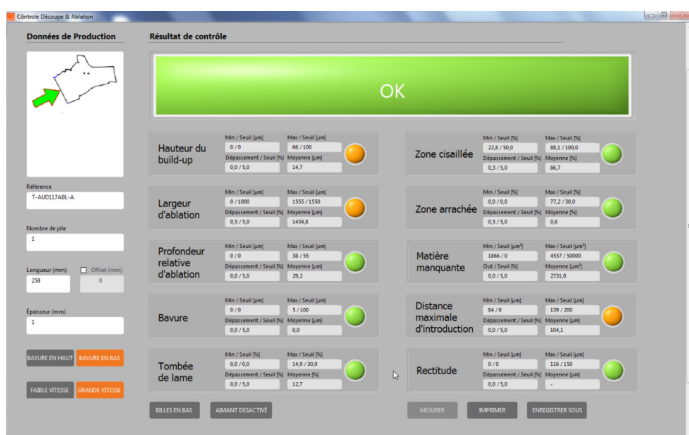 Contrôle Découpe & Ablation
Données de Production
Résultat de contrôle
OK
Référence
T-AUD117ABL-A
Nombre de pile
1
Longueur (mm)
Offset (mm)
258
0
Épaisseur (mm)
1
BAVURE EN HAUT
BAVURE EN BAS
FAIBLE VITESSE
GRANDE VITESSE
Hauteur du
build-up
Min / Seuil [µm]
Max / Seuil [µm]
0 / 0
66 / 100
Dépassement / Seuil [%]
Moyenne [µm]
0,0 / 5,0
14,7
Largeur
d'ablation
Min / Seuil [µm]
Max / Seuil [µm]
0 / 1000
1535 / 1550
Dépassement / Seuil [%]
Moyenne [µm]
0,5 / 5,0
1434,8
Profondeur
relative
d'ablation
Min / Seuil [µm]
Max / Seuil [µm]
0 / 0
38 / 55
Dépassement / Seuil [%]
Moyenne [µm]
0,0 / 5,0
29,2
Bavure
Min / Seuil [µm]
Max / Seuil [µm]
0 / 0
5 / 100
Dépassement / Seuil [%]
Moyenne [µm]
0,0 / 5,0
0,0
Tombée
de lame
Min / Seuil [%]
Max / Seuil [%]
0,0 / 0,0
14,9 / 20,0
Dépassement / Seuil [%]
Moyenne [%]
0,0 / 5,0
12,7
Zone cisaillée
Min / Seuil [%]
Max / Seuil [%]
22,8 / 50,0
88,1 / 100,0
Dépassement / Seuil [%]
Moyenne [%]
0,3 / 5,0
86,7
Zone arrachée
Min / Seuil [%]
Max / Seuil [%]
0,0 / 0,0
77,2 / 30,0
Dépassement / Seuil [%]
Moyenne [%]
0,5 / 5,0
0,6
Matière
manquante
Min / Seuil [µm²]
Max / Seuil [µm²]
1866 / 0
4557 / 50000
Out / Seuil [%]
Moyenne [µm²]
0,0 / 5,0
2731,0
Distance
maximale
d'introduction
Min / Seuil [µm]
Max / Seuil [µm]
84 / 0
139 / 200
Dépassement / Seuil [%]
Moyenne [µm]
0,0 / 5,0
104,1
Rectitude
Min / Seuil [µm]
Max / Seuil [µm]
0 / 0
116 / 150
Dépassement / Seuil [%]
Moyenne [µm]
0,0 / 5,0
-
BILLES EN BAS
AIMANT DESACTIVÉ
MESURER
IMPRIMER
ENREGISTRER SOUS